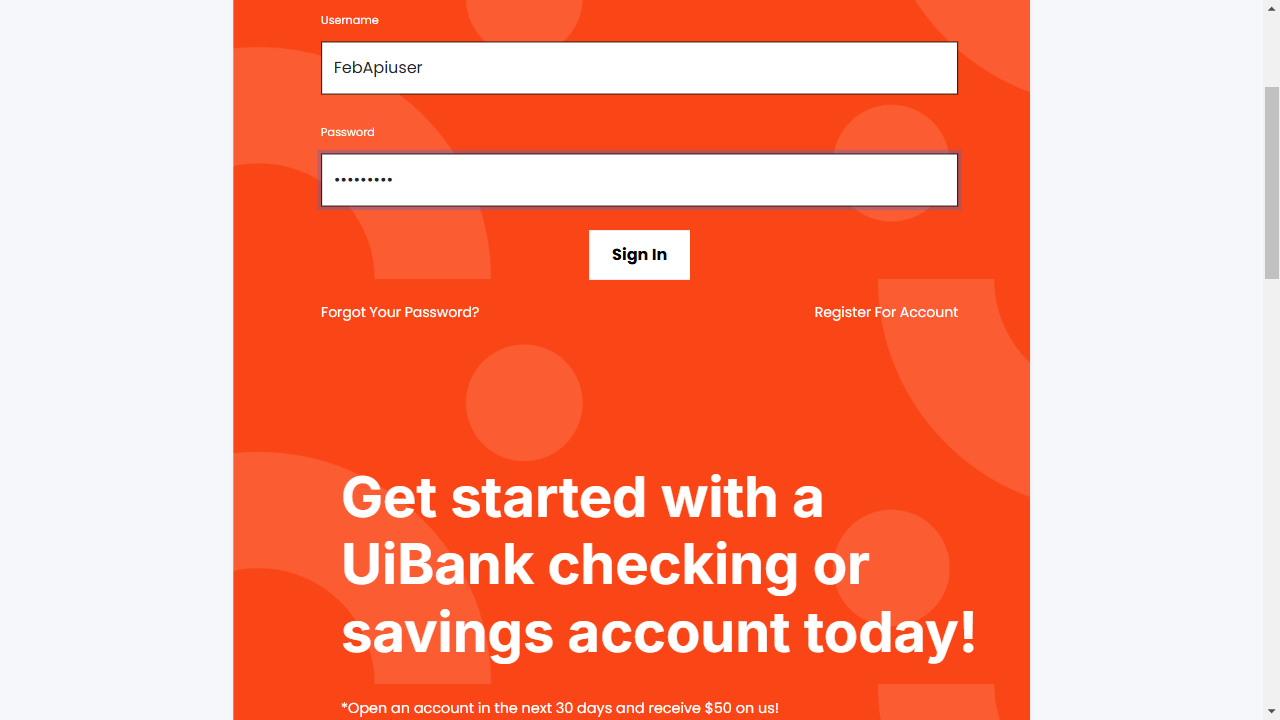 Username
FebApiuser
Password
•••••••••
Sign In
Forgot Your Password?
Register For Account
Get started with a
UiBank checking or
savings account today!
*Open an account in the next 30 days and receive $50 on us!